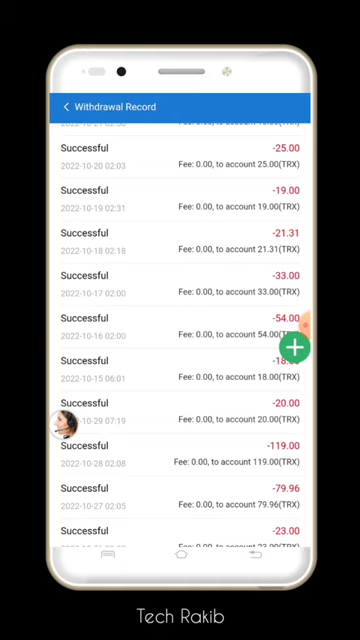 Withdrawal Record
Successful
-25.00
2022-10-20 02:03
Fee: 0.00, to account 25.00(TRX)
Successful
-19.00
2022-10-19 02:31
Fee: 0.00, to account 19.00(TRX)
Successful
-21.31
2022-10-18 02:18
Fee: 0.00, to account 21.31(TRX)
Successful
-33.00
2022-10-17 02:00
Fee: 0.00, to account 33.00(TRX)
Successful
-54.00
2022-10-16 02:00
Fee: 0.00, to account 54.00(TRX)
Successful
2022-10-15 06:01
Fee: 0.00, to account 18.00(TRX)
Successful
-20.00
-10-29 07:19
Fee: 0.00, to account 20.00(TRX)
Successful
-119.00
2022-10-28 02:08
Fee: 0.00, to account 119.00(TRX)
Successful
-79.96
2022-10-27 02:05
Fee: 0.00, to account 79.96(TRX)
Successful
-23.00
Tech Rakib